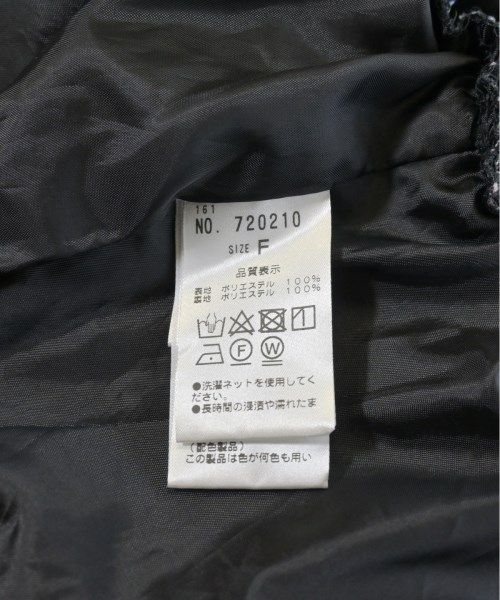 161
NO. 720210
SIZE F
品質表示
表地 ポリエステル 100%
裏地 ポリエステル 100%
F W
●洗濯ネットを使用してく
ださい。
●長時間の浸漬や濡れたま
(配色製品)
この製品は色が何色も用い